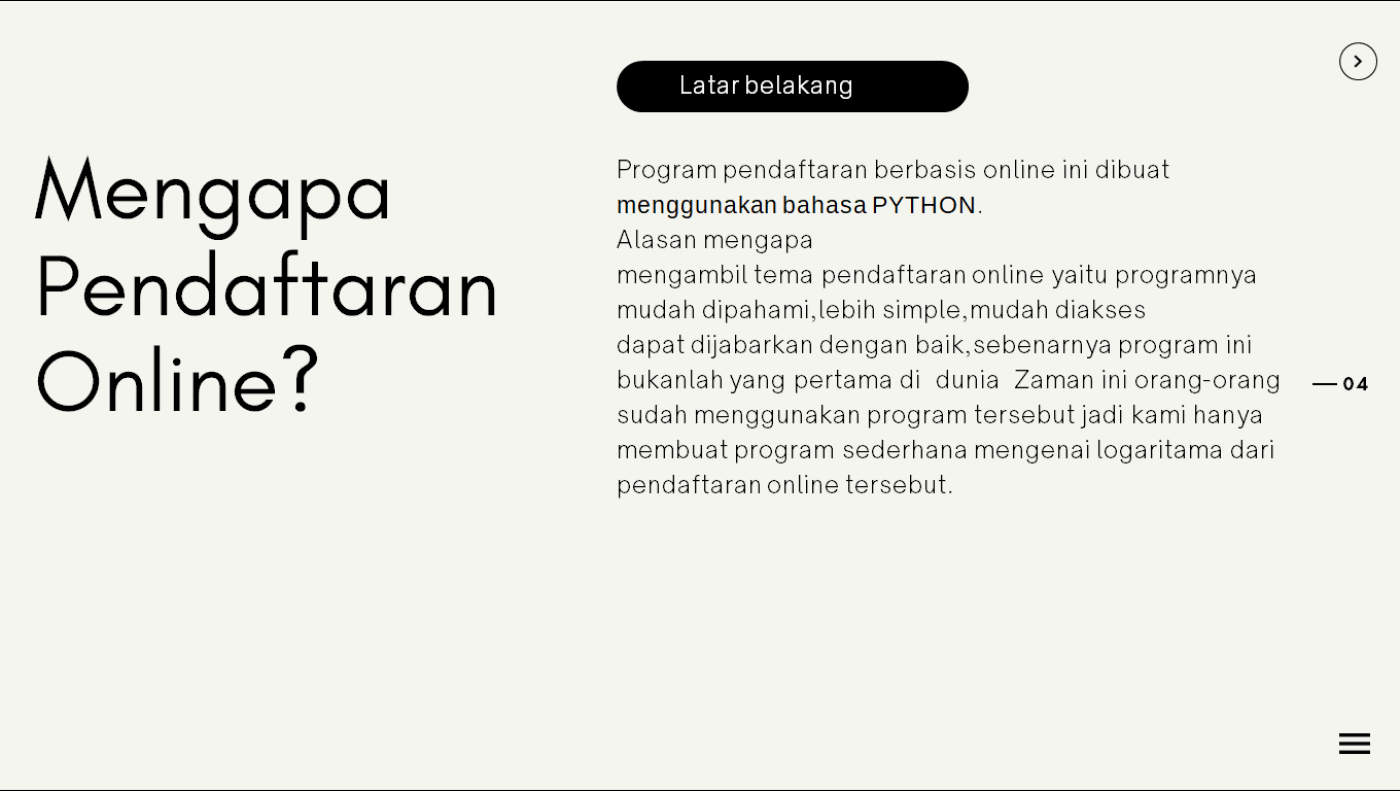 Latar belakang
Mengapa
Pendaftaran
Online?
Program pendaftaran berbasis online ini dibuat
menggunakan bahasa PYTHON.
Alasan mengapa
mengambil tema pendaftaran online yaitu programnya
mudah dipahami,lebih simple,mudah diakses
dapat dijabarkan dengan baik,sebenarnya program ini
bukanlah yang pertama di dunia Zaman ini orang-orang
sudah menggunakan program tersebut jadi kami hanya
membuat program sederhana mengenai logaritama dari
pendaftaran online tersebut.
04